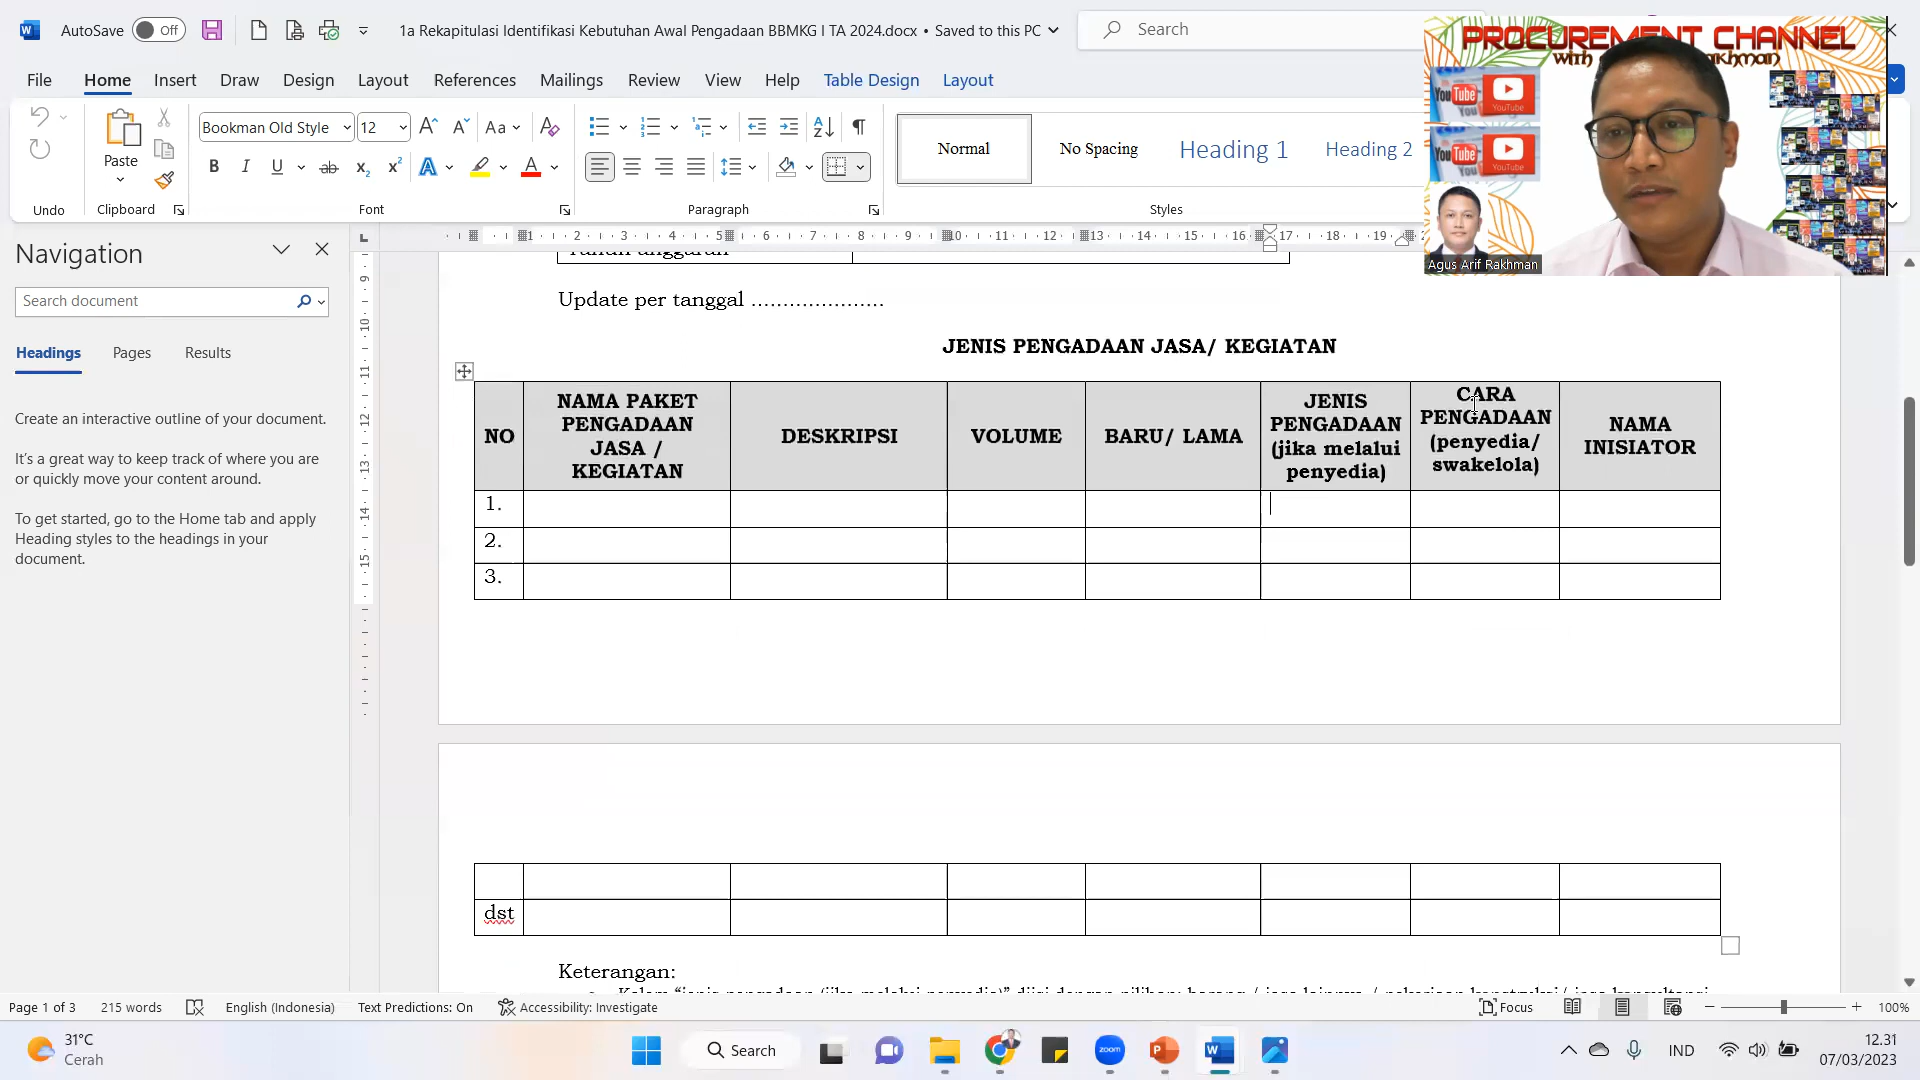 AutoSave Off 1a Rekapitulasi Identifikasi Kebutuhan Awal Pengadaan BBMKG I TA 2024.docx • Saved to this PC Search
PROCUREMENT CHANNEL
YouTube YouTube
YouTube YouTube
Agus Arif Rakhman
File Home Insert Draw Design Layout References Mailings Review View Help Table Design Layout
Paste
Bookman Old Style 12 Aa
Normal No Spacing Heading 1 Heading 2
Undo Clipboard Font Paragraph Styles
Navigation
Search document
Headings Pages Results
Create an interactive outline of your document.
It's a great way to keep track of where you are
or quickly move your content around.
To get started, go to the Home tab and apply
Heading styles to the headings in your
document.
Update per tanggal .....................
JENIS PENGADAAN JASA/ KEGIATAN
NO
NAMA PAKET
PENGADAAN
JASA /
KEGIATAN
DESKRIPSI
VOLUME
BARU/ LAMA
JENIS
PENGADAAN
(jika melalui
penyedia)
CARA
PENGADAAN
(penyedia/
swakelola)
NAMA
INISIATOR
1.
2.
3.
dst
Keterangan:
Page 1 of 3 215 words English (Indonesia) Text Predictions: On Accessibility: Investigate Focus 100%
31°C
Cerah
Search
zoom
IND
12.31
07/03/2023